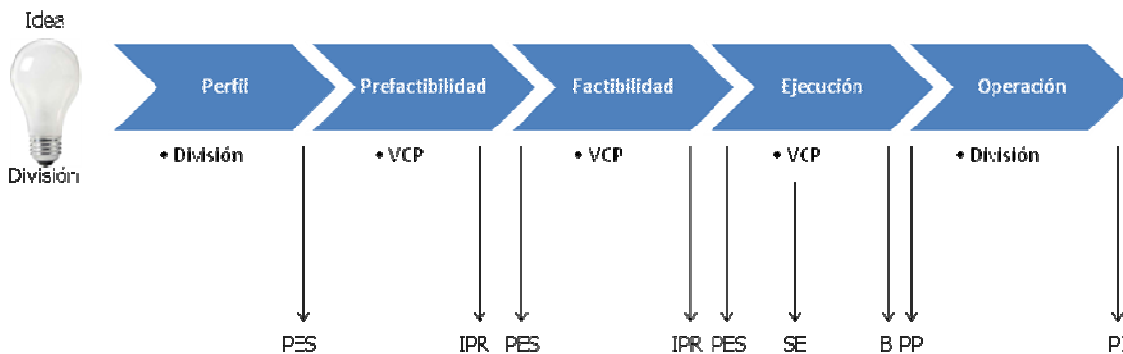 Idea
División
Perfil
Prefactibilidad
Factibilidad
Ejecución
Operación
• División
• VCP
• VCP
• VCP
• División
PES
IPR
PES
IPR
PES
SE
B
PP